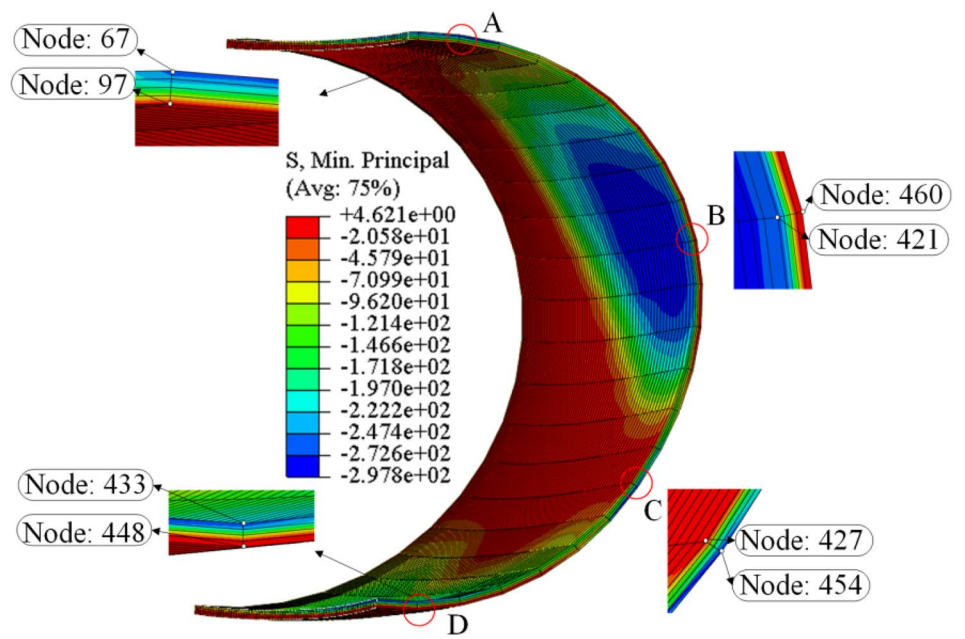 A
Node: 67
Node: 97
S, Min. Principal
(Avg: 75%)
+4.621e+00
-2.058e+01
-4.579e+01
-7.099e+01
-9.620e+01
-1.214e+02
-1.466e+02
-1.718e+02
-1.970e+02
-2.222e+02
-2.474e+02
-2.726e+02
-2.978e+02
B
Node: 460
Node: 421
Node: 433
Node: 448
C
Node: 427
Node: 454
D